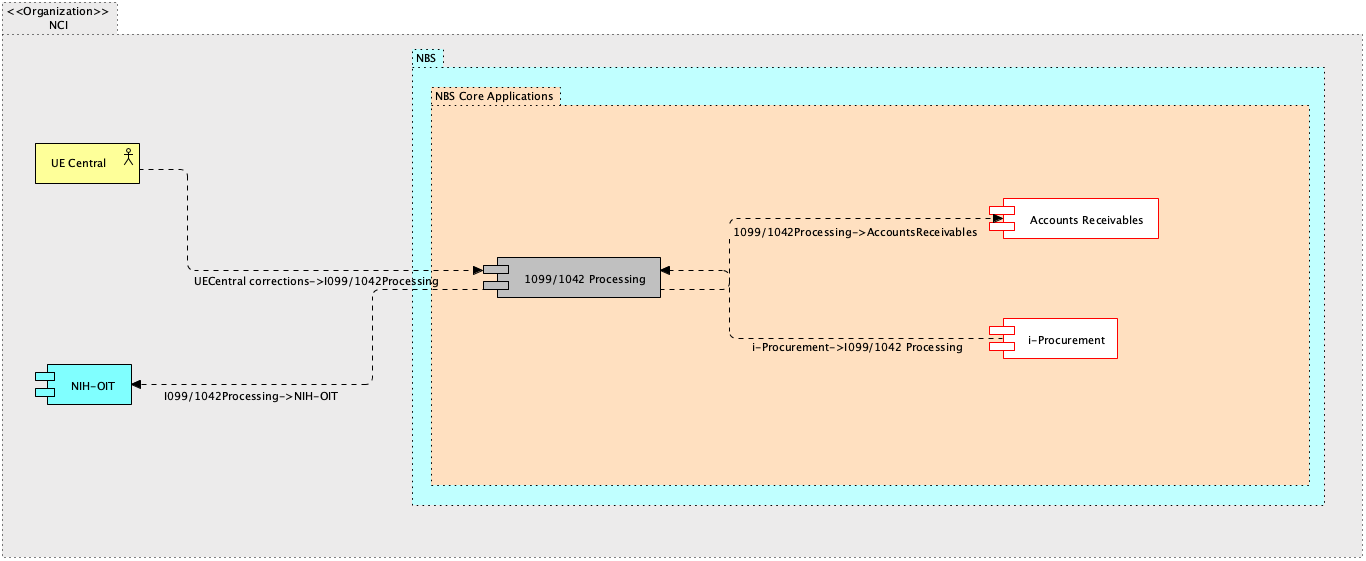 <<Organization>>
NCI
NBS
NBS Core Applications
UE Central
Accounts Receivables
1099/1042Processing->AccountsReceivables
1099/1042 Processing
UECentral corrections->I099/1042Processing
i-Procurement
i-Procurement->I099/1042 Processing
NIH-OIT
I099/1042Processing->NIH-OIT